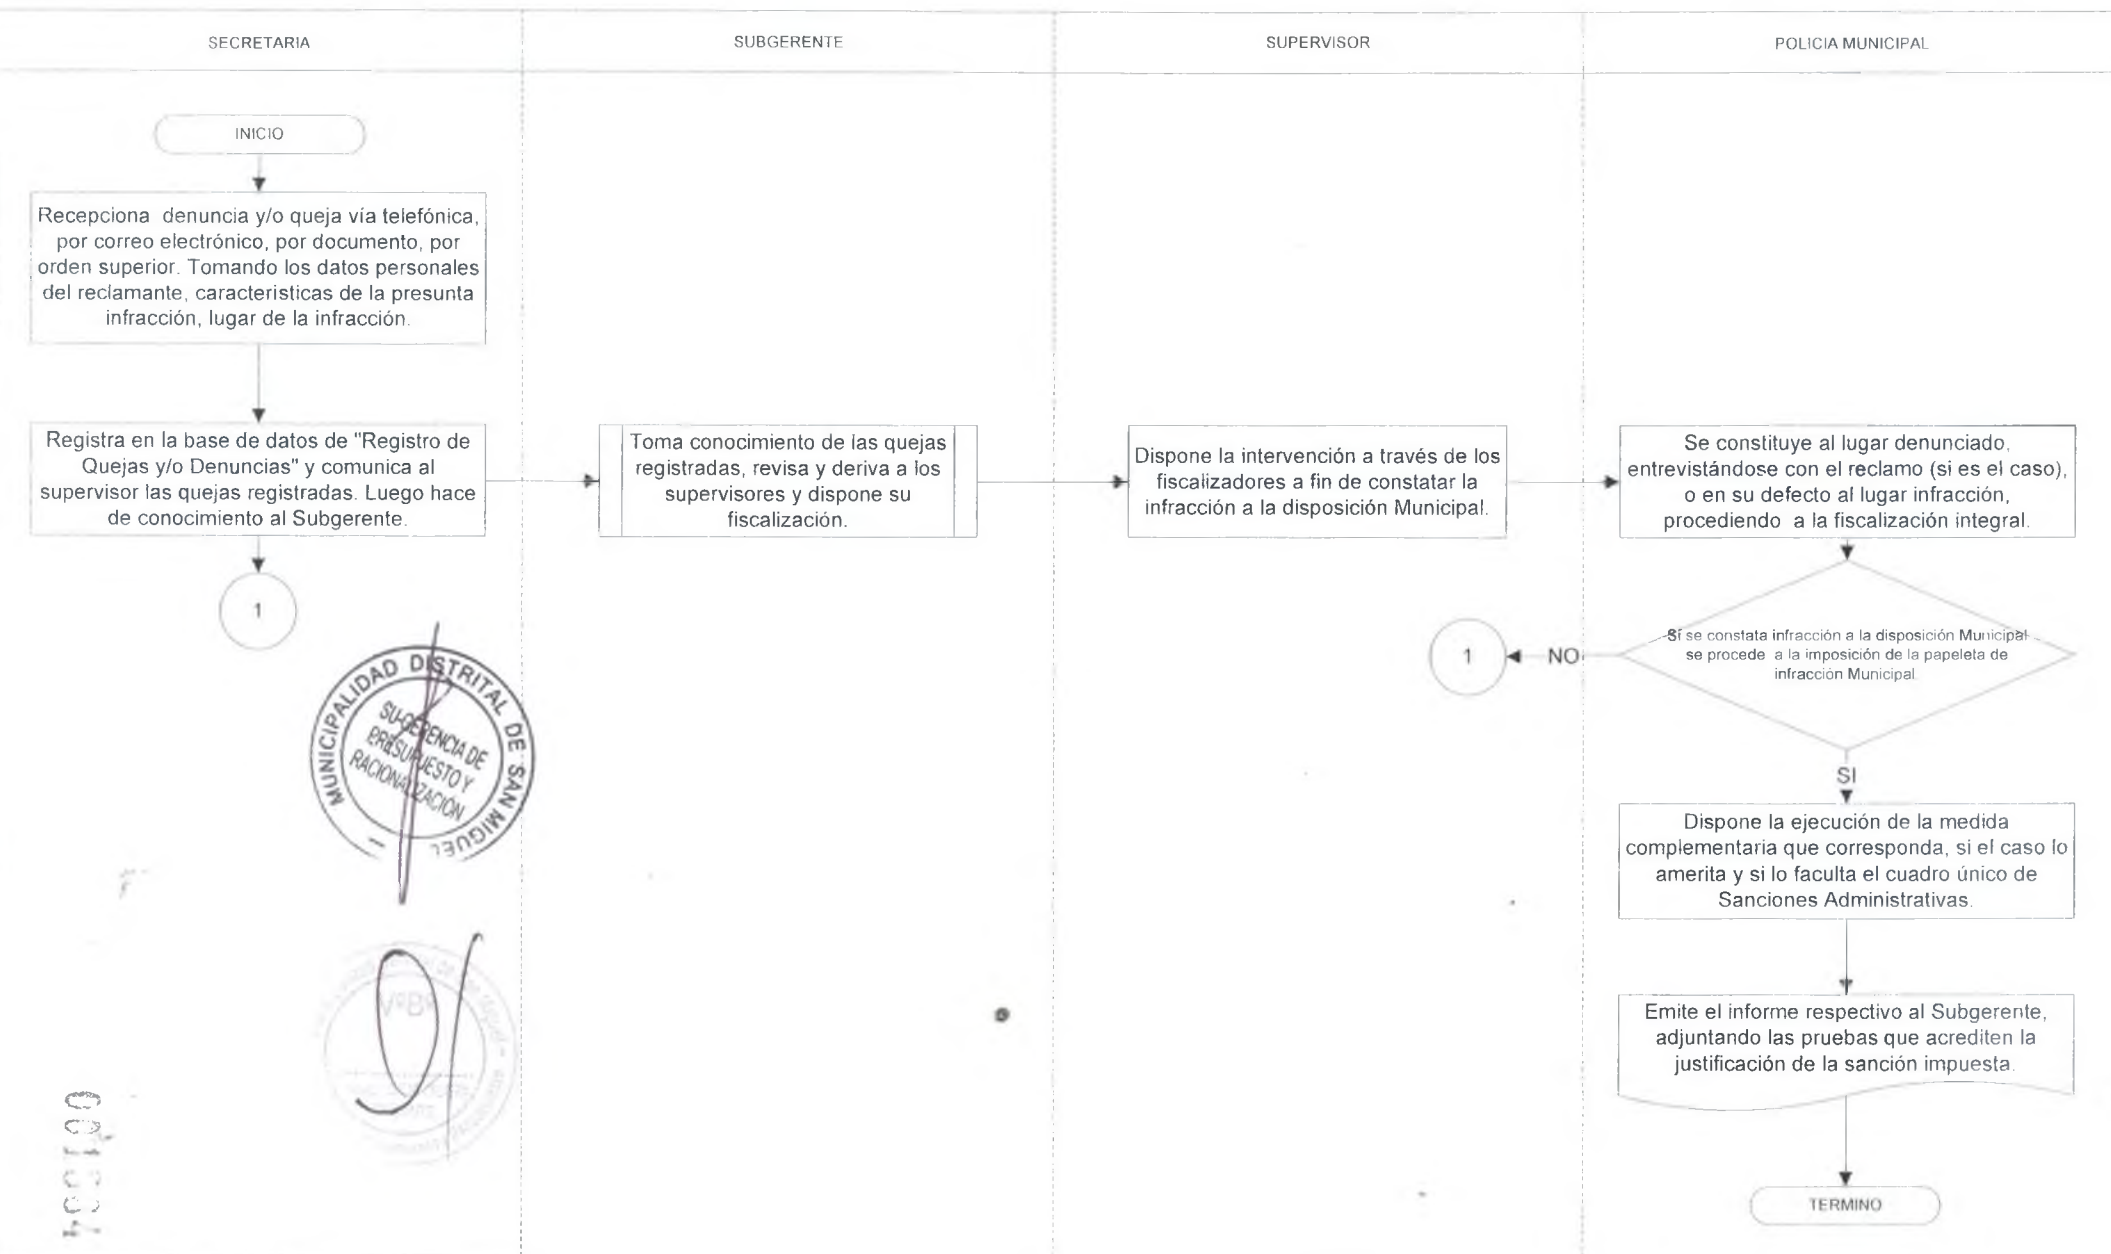 SECRETARIA
SUBGERENTE
SUPERVISOR
POLICIA MUNICIPAL
INICIO
Recepciona denuncia y/o queja vía telefónica,
por correo electrónico, por documento, por
orden superior. Tomando los datos personales
del reclamante, caracteristicas de la presunta
infracción, lugar de la infracción.
Registra en la base de datos de "Registro de
Quejas y/o Denuncias" y comunica al
supervisor las quejas registradas. Luego hace
de conocimiento al Subgerente.
1
Toma conocimiento de las quejas
registradas, revisa y deriva a los
supervisores y dispone su
fiscalización.
Dispone la intervención a través de los
fiscalizadores a fin de constatar la
infracción a la disposición Municipal.
Se constituye al lugar denunciado,
entrevistándose con el reclamo (si es el caso),
o en su defecto al lugar infracción,
procediendo a la fiscalización integral.
Sí se constata infracción a la disposición Municipal
se procede a la imposición de la papeleta de
infracción Municipal
NO
1
SI
Dispone la ejecución de la medida
complementaria que corresponda, si el caso lo
amerita y si lo faculta el cuadro único de
Sanciones Administrativas.
Emite el informe respectivo al Subgerente,
adjuntando las pruebas que acrediten la
justificación de la sanción impuesta.
TERMINO
MUNICIPALIDAD DISTRITAL DE SAN MIGUEL
SU-GERENCIA DE
PRESUPUESTO Y
RACIONALIZACIÓN
VºBº